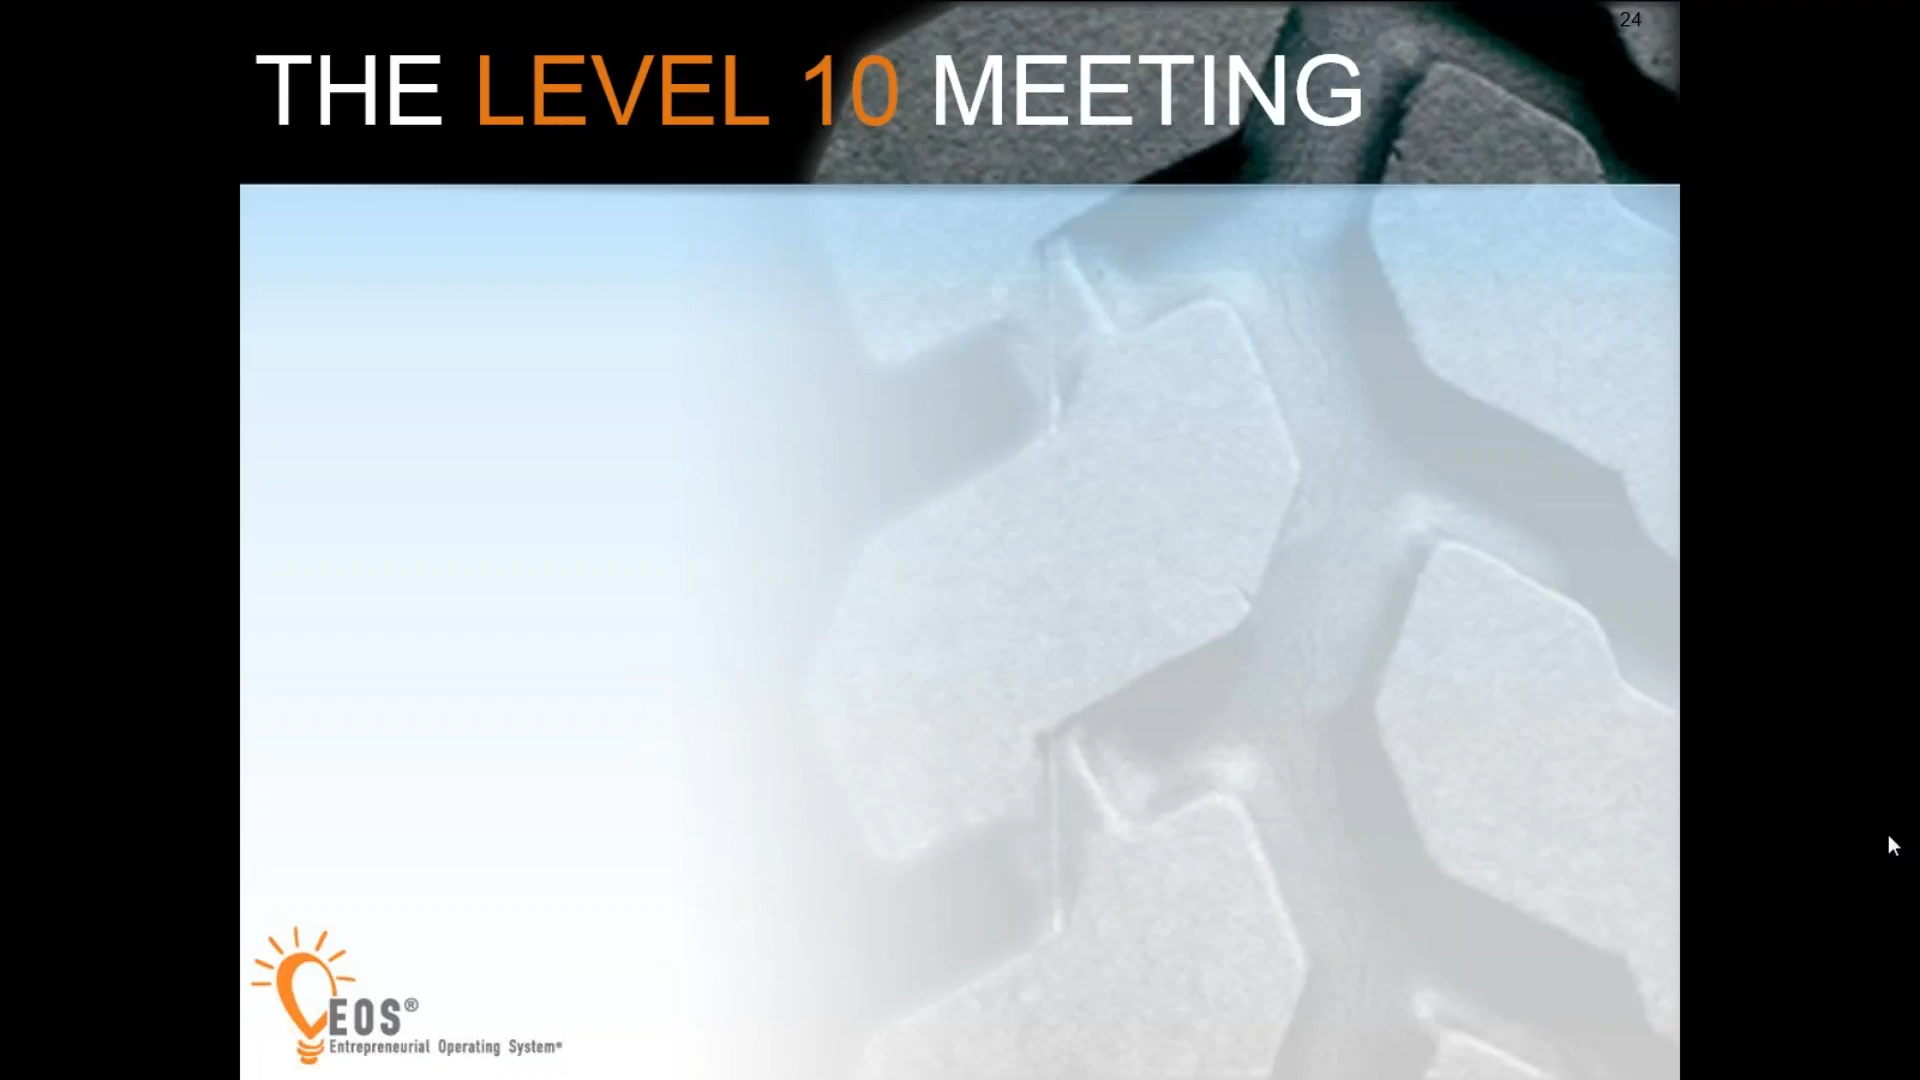 24
THE LEVEL 10 MEETING
EOS®
Entrepreneurial Operating System®